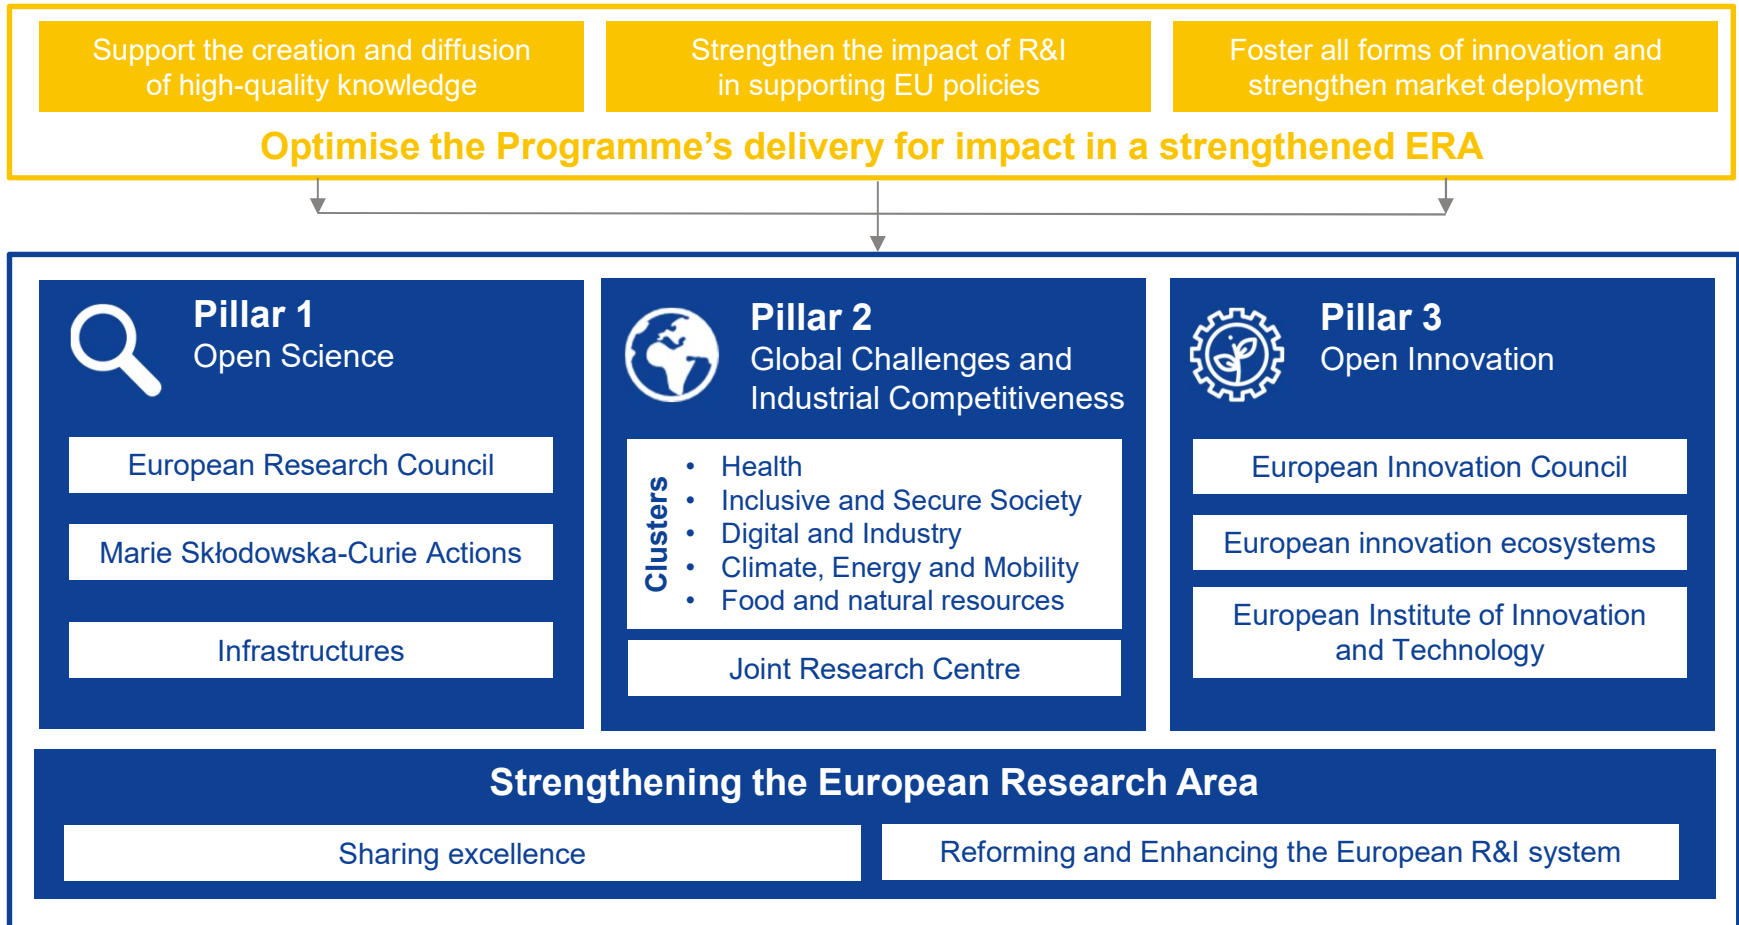 Support the creation and diffusion
of high-quality knowledge
Strengthen the impact of R&I
in supporting EU policies
Foster all forms of innovation and
strengthen market deployment
Optimise the Programme’s delivery for impact in a strengthened ERA
Pillar 1
Open Science
European Research Council
Marie Skłodowska-Curie Actions
Infrastructures
Pillar 2
Global Challenges and
Industrial Competitiveness
Clusters
• Health
• Inclusive and Secure Society
• Digital and Industry
• Climate, Energy and Mobility
• Food and natural resources
Joint Research Centre
Pillar 3
Open Innovation
European Innovation Council
European innovation ecosystems
European Institute of Innovation
and Technology
Strengthening the European Research Area
Sharing excellence
Reforming and Enhancing the European R&I system